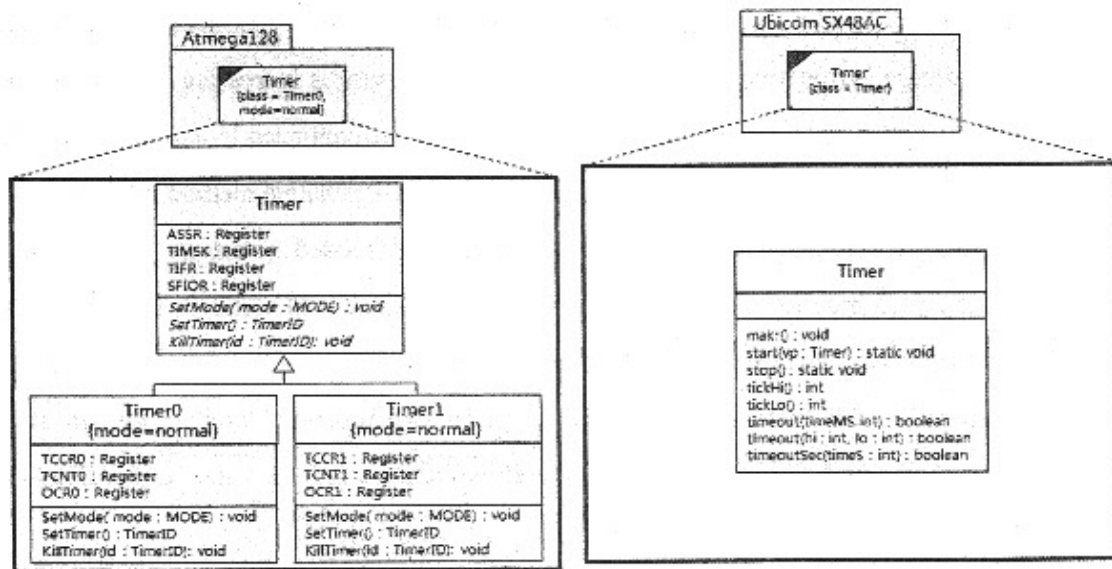 Atmega128
Timer
{class = Timer0,
mode=normal}
Timer
ASSR : Register
TIMSK : Register
TIFR : Register
SFIOR : Register
SetMode( mode : MODE) : void
SetTimer() : TimerID
KillTimer(id : TimerID): void
Timer0
{mode=normal}
TCCR0 : Register
TCNT0 : Register
OCR0 : Register
SetMode( mode : MODE) : void
SetTimer() : TimerID
KillTimer(id : TimerID): void
Timer1
{mode=normal}
TCCR1 : Register
TCNT1 : Register
OCR1 : Register
SetMode( mode : MODE) : void
SetTimer() : TimerID
KillTimer(id : TimerID): void
Ubicom SX48AC
Timer
{class = Timer}
Timer
() : void
start(vp : Timer) : static void
stop() : static void
tickHi() : int
tickLo() : int
timeout(timeMS int) : boolean
timeout(hi : int, lo : int) : boolean
timeoutSec(timeS : int) : boolean